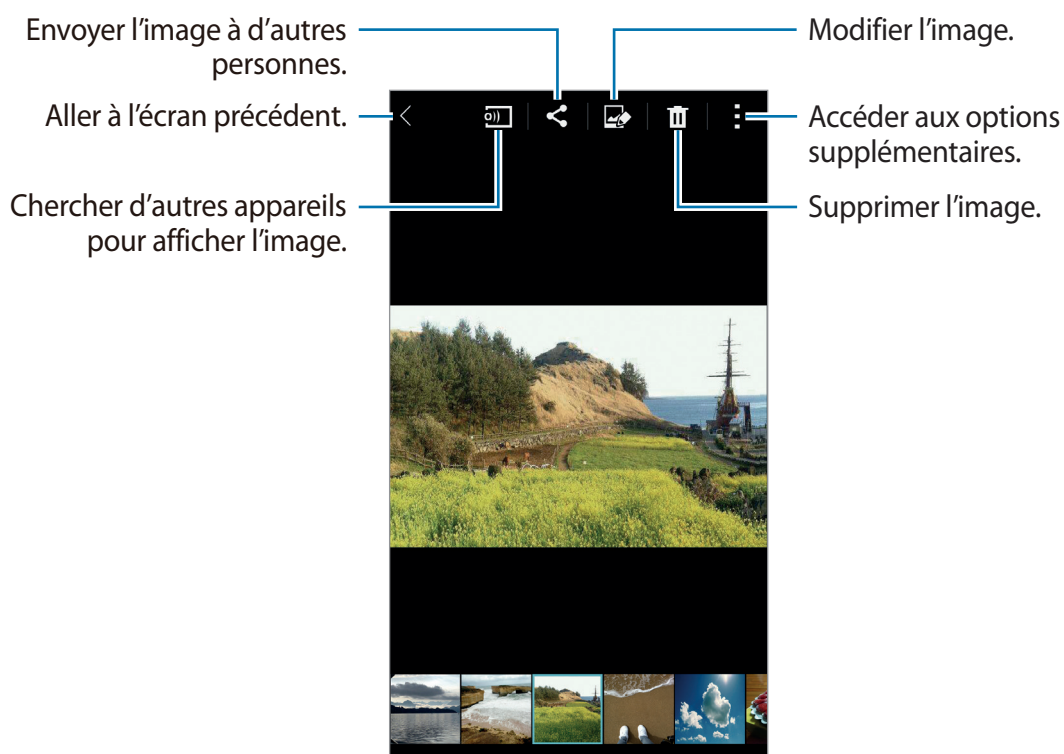 Envoyer l’image à d’autres
personnes.
Aller à l’écran précédent.
Chercher d’autres appareils
pour afficher l’image.
Modifier l’image.
Accéder aux options
supplémentaires.
Supprimer l’image.